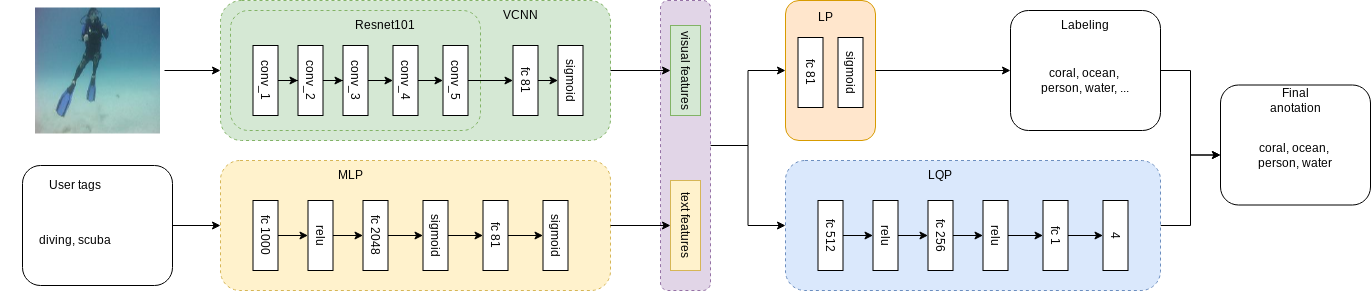 VCNN
Resnet101
conv_1
conv_2
conv_3
conv_4
conv_5
fc 81
sigmoid
User tags
diving, scuba
MLP
fc 1000
relu
fc 2048
sigmoid
fc 81
sigmoid
visual features
text features
LP
fc 81
sigmoid
Labeling
coral, ocean,
person, water, ...
LQP
fc 512
relu
fc 256
relu
fc 1
4
Final
anotation
coral, ocean,
person, water